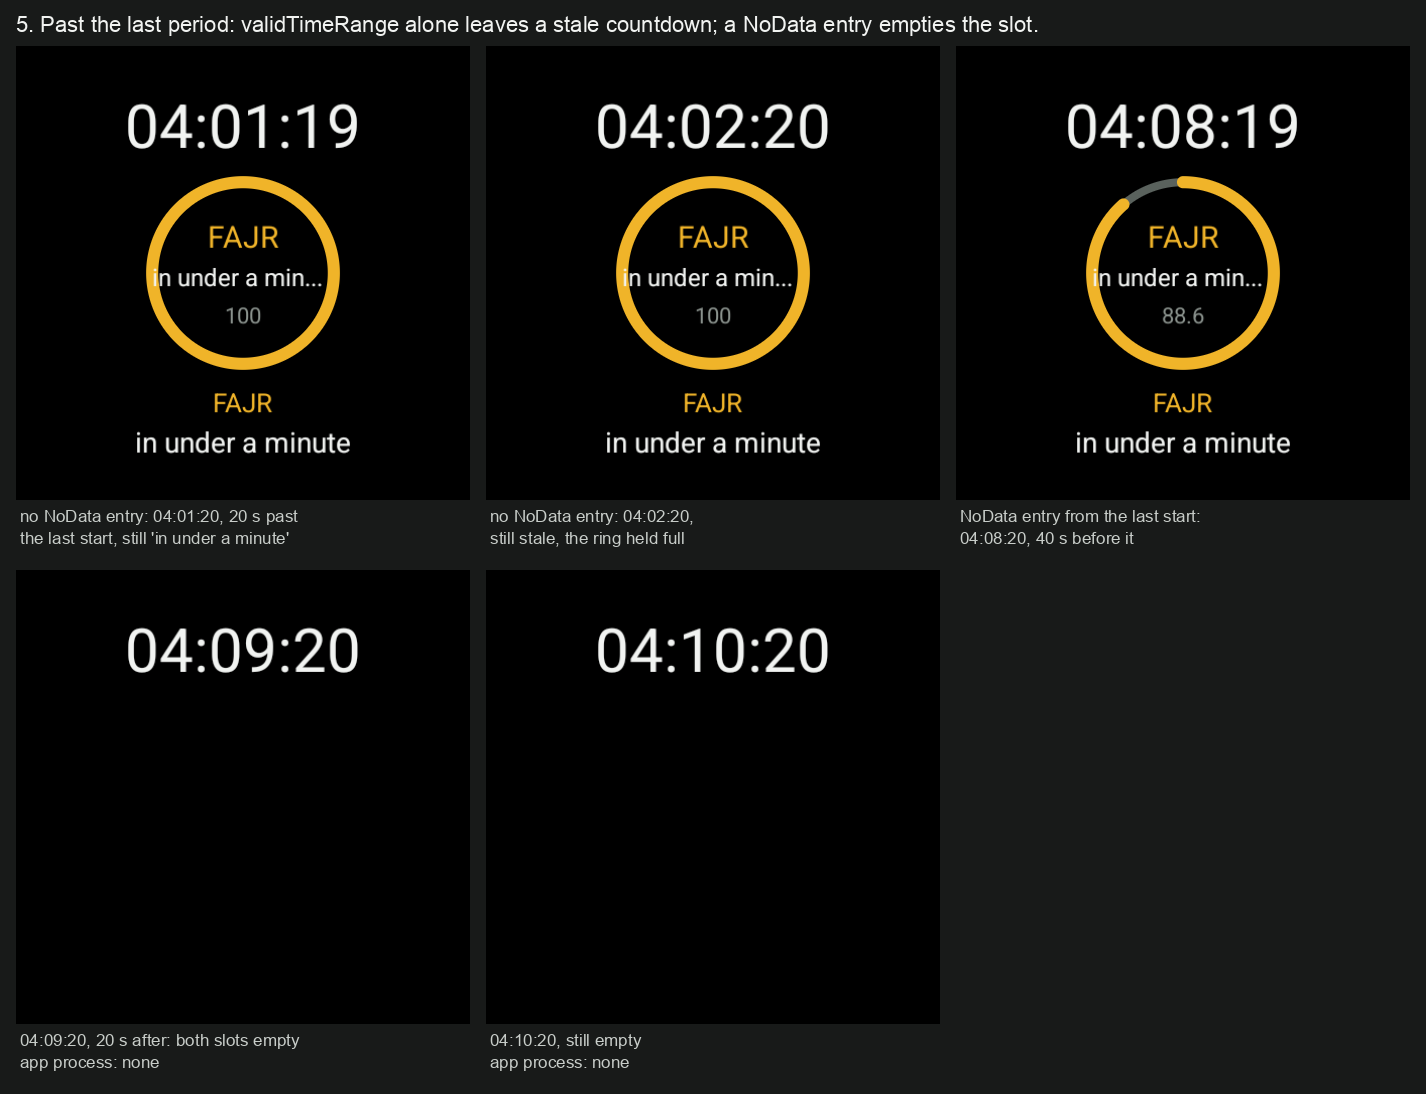 5. Past the last period: validTimeRange alone leaves a stale countdown; a NoData entry empties the slot.
04:01:19
FAJR
in under a min...
100
FAJR
in under a minute
no NoData entry: 04:01:20, 20 s past
the last start, still 'in under a minute'
04:02:20
FAJR
in under a min...
100
FAJR
in under a minute
no NoData entry: 04:02:20,
still stale, the ring held full
04:08:19
FAJR
in under a min...
88.6
FAJR
in under a minute
NoData entry from the last start:
04:08:20, 40 s before it
04:09:20
04:09:20, 20 s after: both slots empty
app process: none
04:10:20
04:10:20, still empty
app process: none